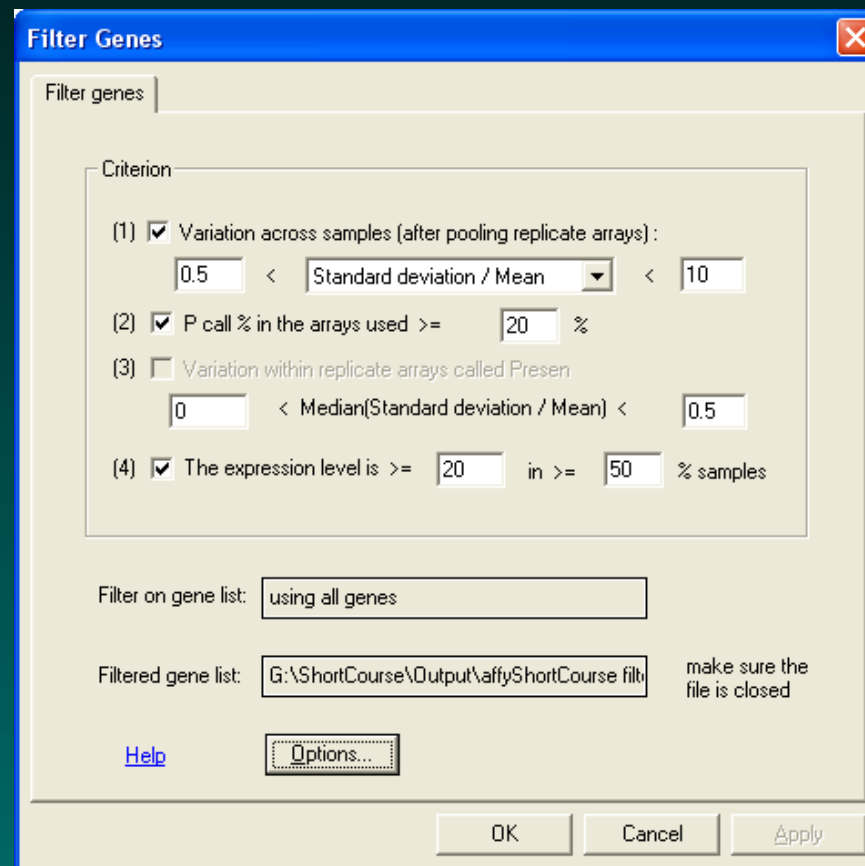 Filter Genes
Filter genes
Criterion
(1) Variation across samples (after pooling replicate arrays) :
0.5 < Standard deviation / Mean < 10
(2) P call % in the arrays used >= 20 %
(3) Variation within replicate arrays called Presen
0 < Median(Standard deviation / Mean) < 0.5
(4) The expression level is >= 20 in >= 50 % samples
Filter on gene list: using all genes
Filtered gene list: G:\ShortCourse\Output\affyShortCourse filt make sure the
file is closed
Help Options...
OK Cancel Apply